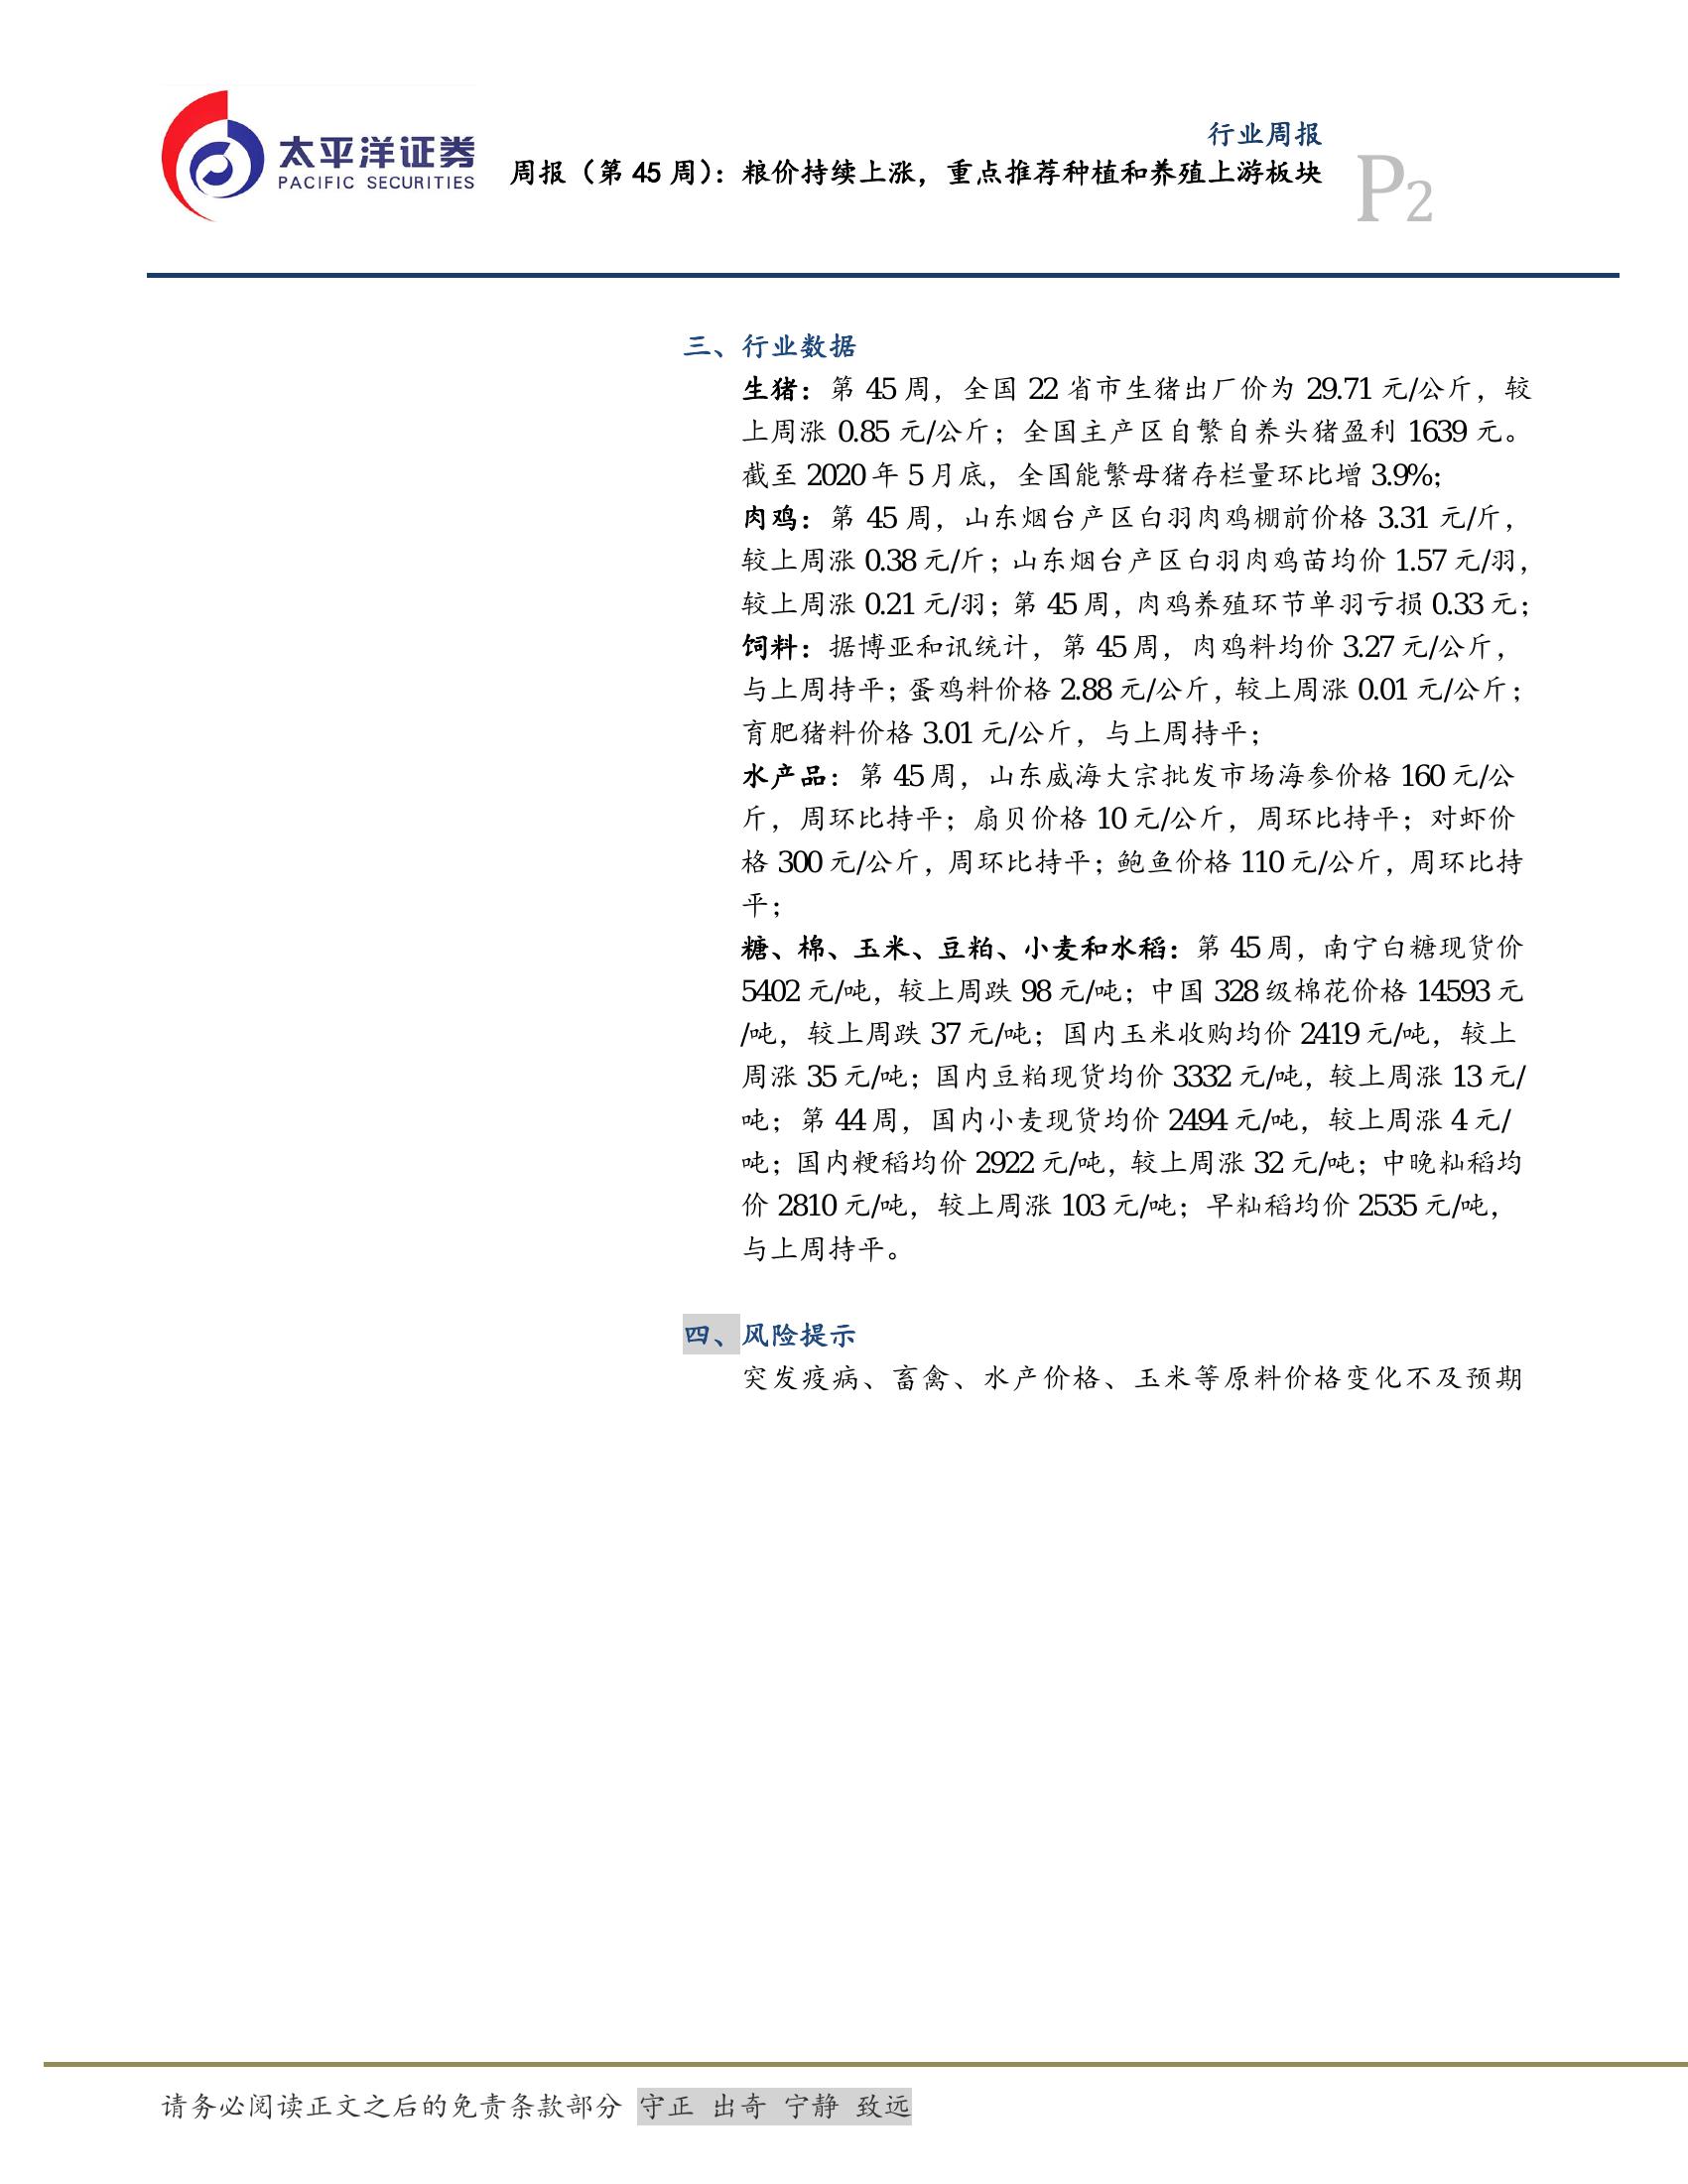 太平洋证券
PACIFIC SECURITIES
行业周报
周报（第 45 周）：粮价持续上涨，重点推荐种植和养殖上游板块
P2
三、行业数据
生猪：第 45 周，全国 22 省市生猪出厂价为 29.71 元/公斤，较
上周涨 0.85 元/公斤；全国主产区自繁自养头猪盈利 1639 元。
截至 2020 年 5 月底，全国能繁母猪存栏量环比增 3.9%；
肉鸡：第 45 周，山东烟台产区白羽肉鸡棚前价格 3.31 元/斤，
较上周涨 0.38 元/斤；山东烟台产区白羽肉鸡苗均价 1.57 元/羽，
较上周涨 0.21 元/羽；第 45 周，肉鸡养殖环节单羽亏损 0.33 元；
饲料：据博亚和讯统计，第 45 周，肉鸡料均价 3.27 元/公斤，
与上周持平；蛋鸡料价格 2.88 元/公斤，较上周涨 0.01 元/公斤；
育肥猪料价格 3.01 元/公斤，与上周持平；
水产品：第 45 周，山东威海大宗批发市场海参价格 160 元/公
斤，周环比持平；扇贝价格 10 元/公斤，周环比持平；对虾价
格 300 元/公斤，周环比持平；鲍鱼价格 110 元/公斤，周环比持
平；
糖、棉、玉米、豆粕、小麦和水稻：第 45 周，南宁白糖现货价
5402 元/吨，较上周跌 98 元/吨；中国 328 级棉花价格 14593 元
/吨，较上周跌 37 元/吨；国内玉米收购均价 2419 元/吨，较上
周涨 35 元/吨；国内豆粕现货均价 3332 元/吨，较上周涨 13 元/
吨；第 44 周，国内小麦现货均价 2494 元/吨，较上周涨 4 元/
吨；国内粳稻均价 2922 元/吨，较上周涨 32 元/吨；中晚籼稻均
价 2810 元/吨，较上周涨 103 元/吨；早籼稻均价 2535 元/吨，
与上周持平。
四、风险提示
突发疫病、畜禽、水产价格、玉米等原料价格变化不及预期
请务必阅读正文之后的免责条款部分 守正 出奇 宁静 致远